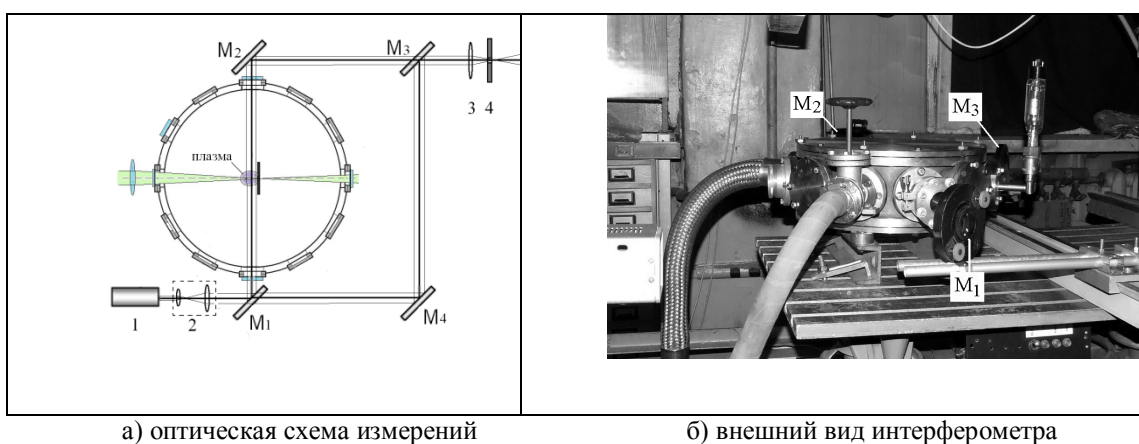 M2
M3
3
4
плазма
1
2
M1
M4
M2
M3
M1
а) оптическая схема измерений
б) внешний вид интерферометра